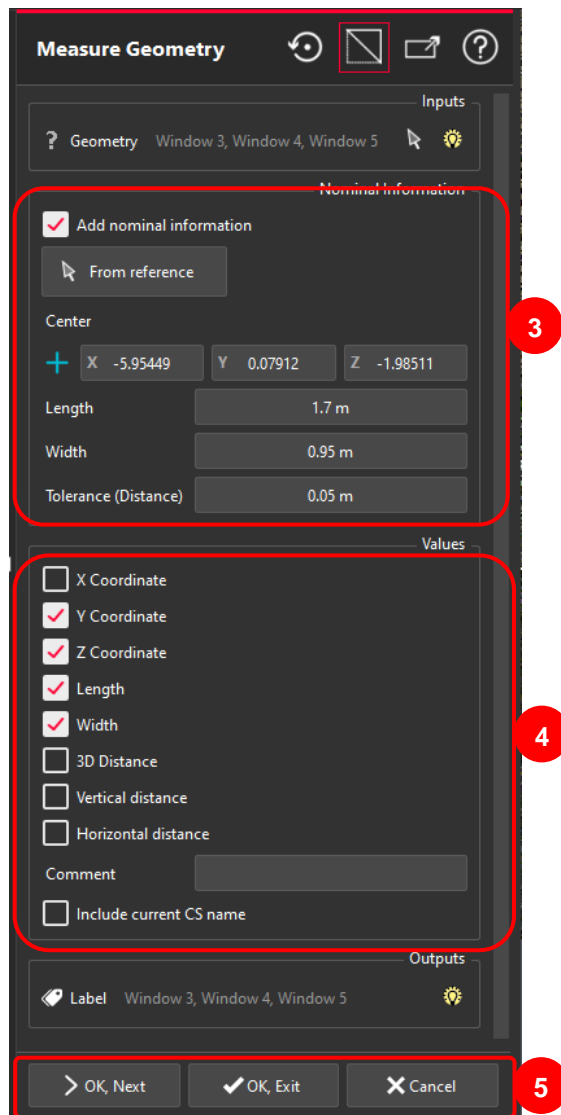 Measure Geometry
Inputs
? Geometry Window 3, Window 4, Window 5
Nominal Information
Add nominal information
From reference
Center
X -5.95449 Y 0.07912 Z -1.98511
3
Length 1.7 m
Width 0.95 m
Tolerance (Distance) 0.05 m
Values
X Coordinate
Y Coordinate
Z Coordinate
Length
Width
4
3D Distance
Vertical distance
Horizontal distance
Comment
Include current CS name
Outputs
Label Window 3, Window 4, Window 5
OK, Next OK, Exit Cancel
5